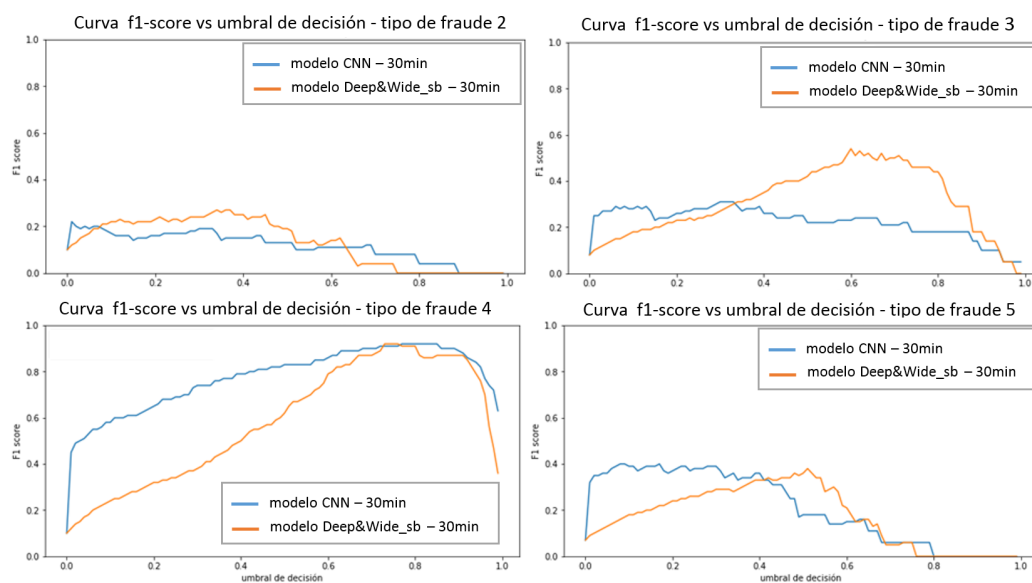 Curva f1-score vs umbral de decisión - tipo de fraude 2
1.0
0.8
0.6
0.4
0.2
0.0
F1 score
modelo CNN – 30min
modelo Deep&Wide_sb – 30min
0.0 0.2 0.4 0.6 0.8 1.0
Curva f1-score vs umbral de decisión - tipo de fraude 3
1.0
0.8
0.6
0.4
0.2
0.0
F1 score
modelo CNN – 30min
modelo Deep&Wide_sb – 30min
0.0 0.2 0.4 0.6 0.8 1.0
Curva f1-score vs umbral de decisión - tipo de fraude 4
1.0
0.8
0.6
0.4
0.2
0.0
F1 score
modelo CNN – 30min
modelo Deep&Wide_sb – 30min
0.0 0.2 0.4 0.6 0.8 1.0
umbral de decisión
Curva f1-score vs umbral de decisión - tipo de fraude 5
1.0
0.8
0.6
0.4
0.2
0.0
F1 score
modelo CNN – 30min
modelo Deep&Wide_sb – 30min
0.0 0.2 0.4 0.6 0.8 1.0
umbral de decisión